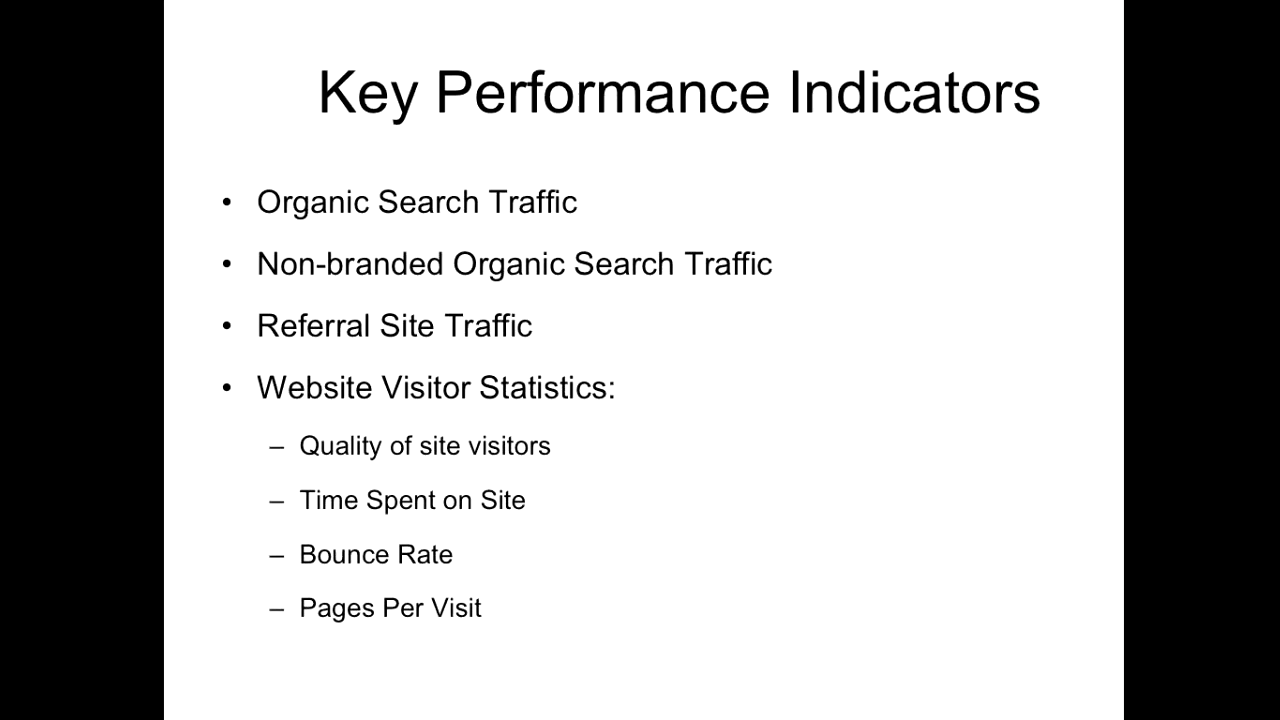 Key Performance Indicators
• Organic Search Traffic
• Non-branded Organic Search Traffic
• Referral Site Traffic
• Website Visitor Statistics:
– Quality of site visitors
– Time Spent on Site
– Bounce Rate
– Pages Per Visit